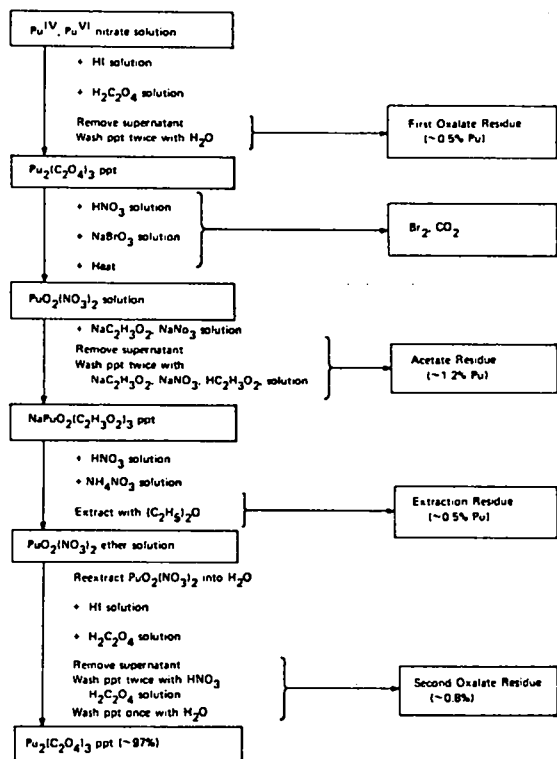 Pu^IV, Pu^VI nitrate solution
+ HI solution
+ H2C2O4 solution
Remove supernatant
Wash ppt twice with H2O
First Oxalate Residue
(~0.5% Pu)
Pu2(C2O4)3 ppt
+ HNO3 solution
+ NaBrO3 solution
+ Heat
Br2, CO2
PuO2(NO3)2 solution
+ NaC2H3O2, NaNo3 solution
Remove supernatant
Wash ppt twice with
NaC2H3O2, NaNO3, HC2H3O2, solution
Acetate Residue
(~1.2% Pu)
NaPuO2(C2H3O2)3 ppt
+ HNO3 solution
+ NH4NO3 solution
Extract with (C2H5)2O
Extraction Residue
(~0.5% Pu)
PuO2(NO3)2 ether solution
Reextract PuO2(NO3)2 into H2O
+ HI solution
+ H2C2O4 solution
Remove supernatant
Wash ppt twice with HNO3
H2C2O4 solution
Wash ppt once with H2O
Second Oxalate Residue
(~0.8%)
Pu2(C2O4)3 ppt (~97%)